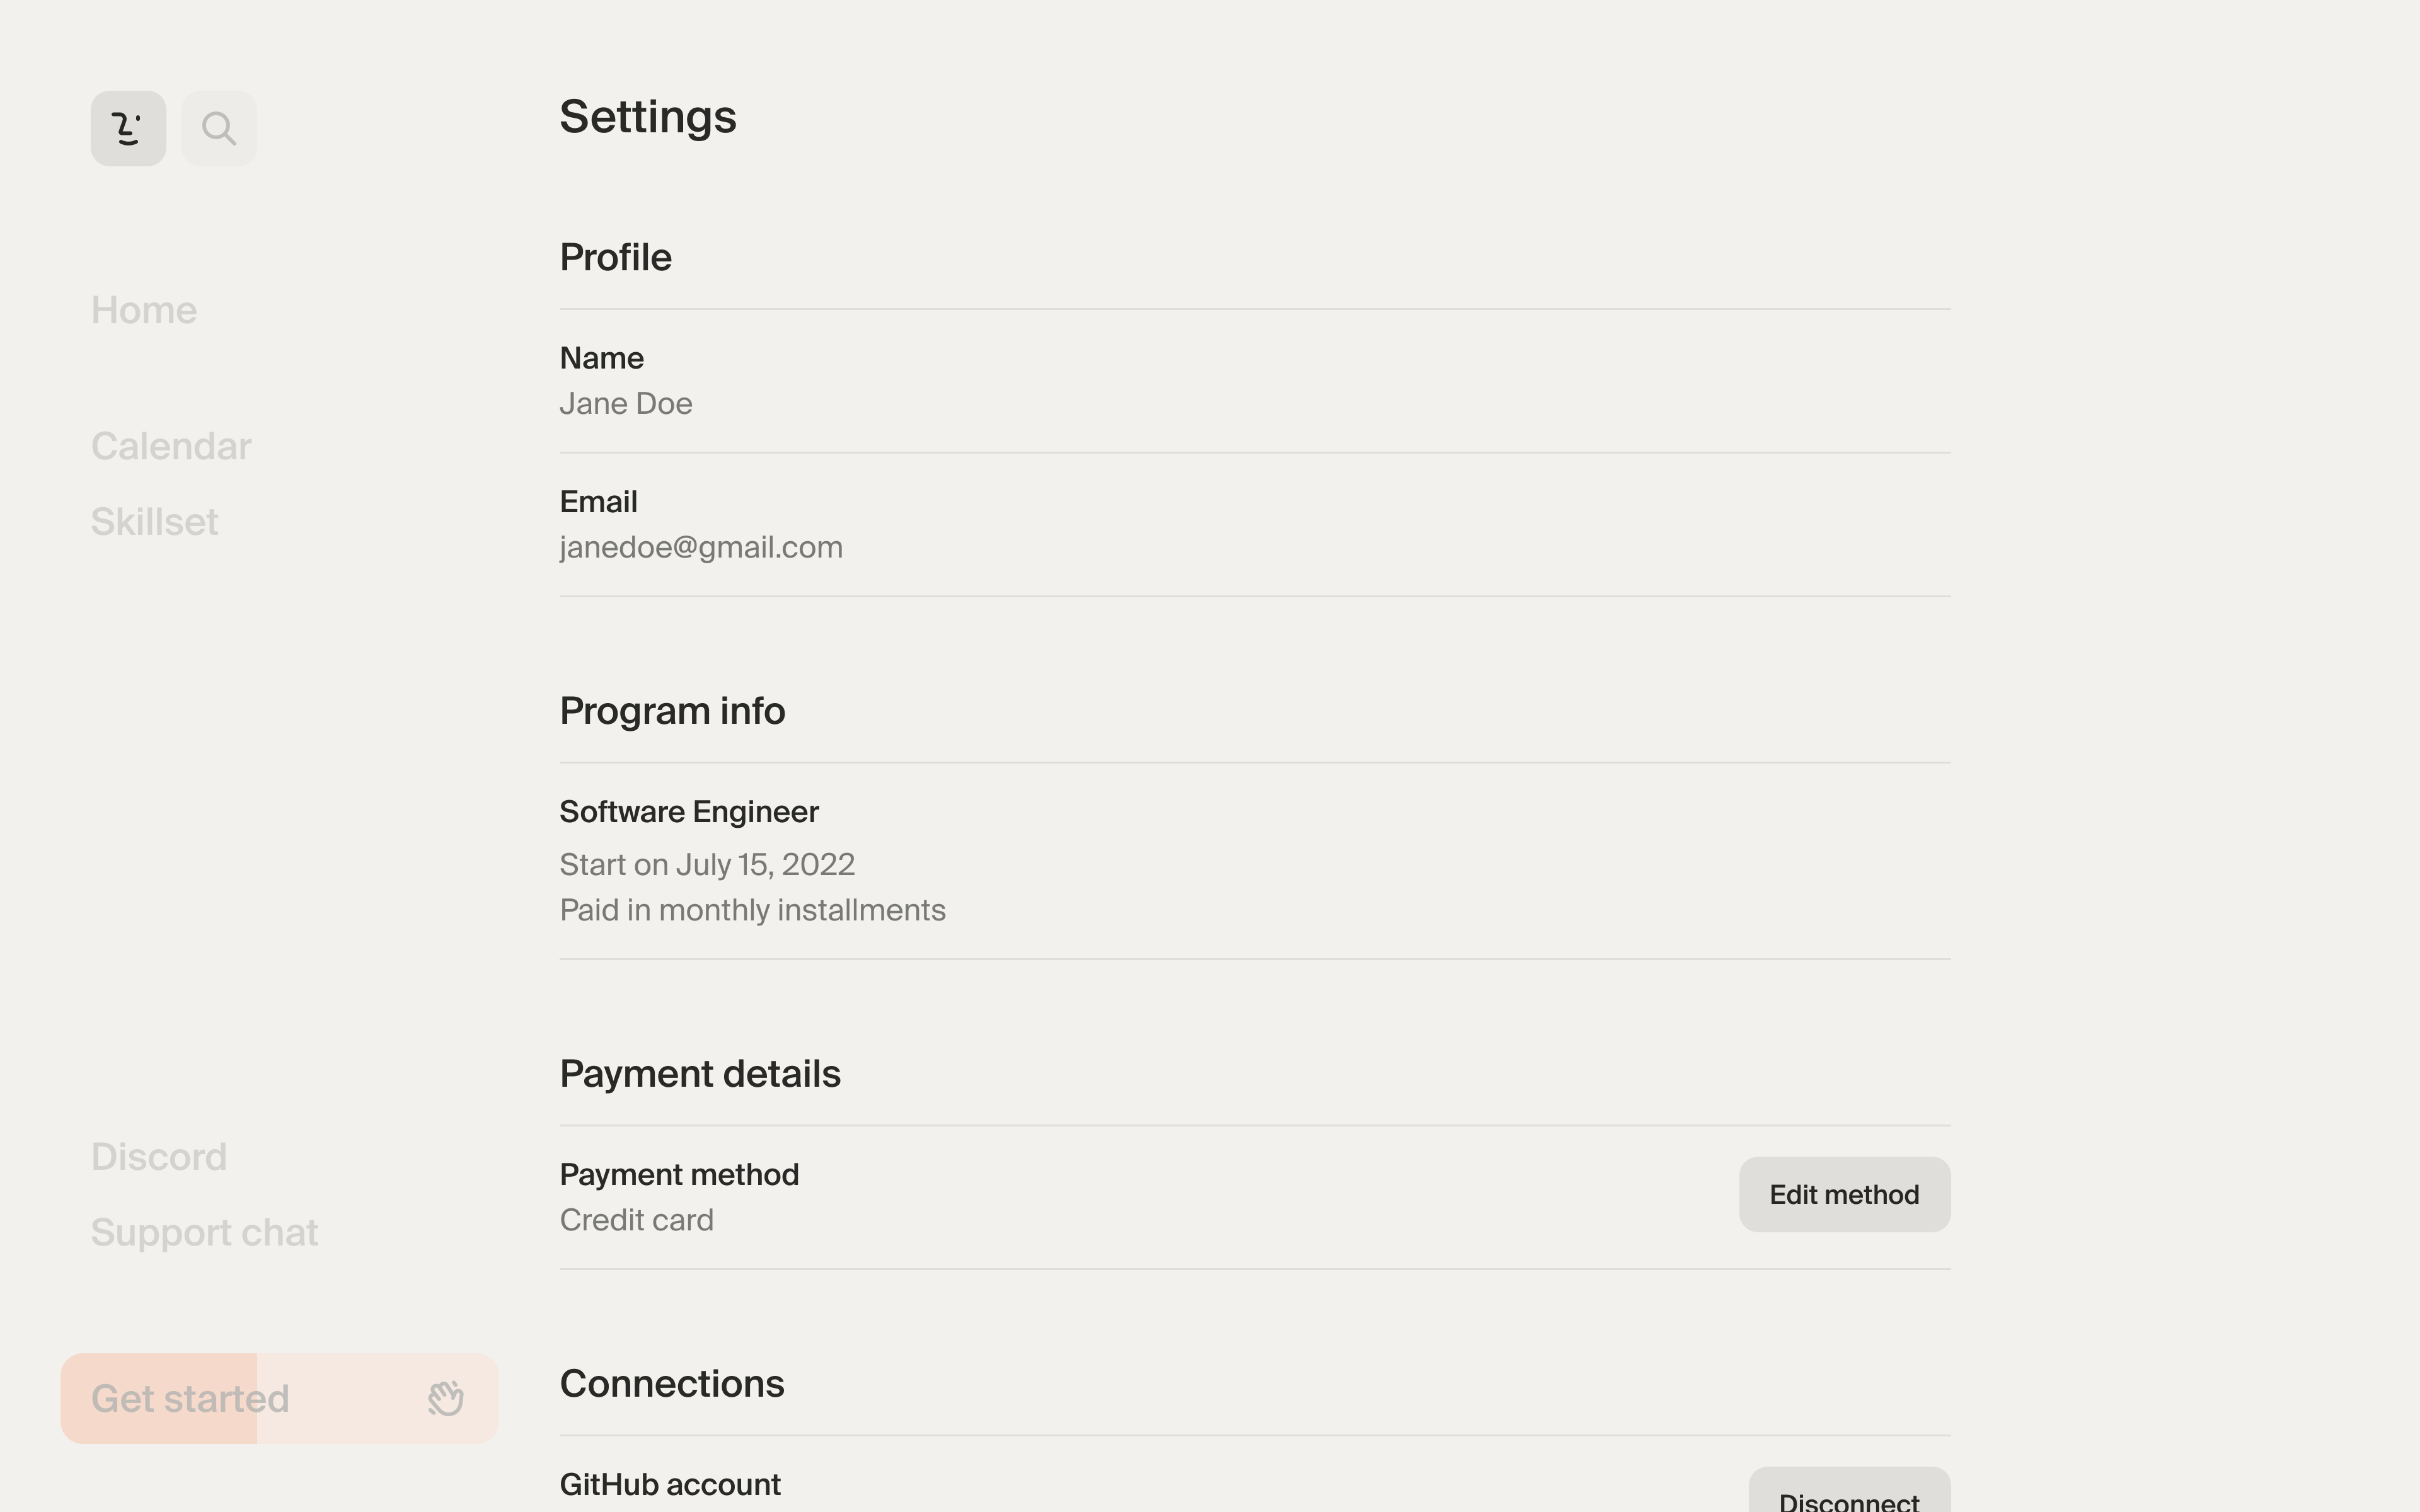 Home
Calendar
Skillset
Discord
Support chat
Get started
Settings
Profile
Name
Jane Doe
Email
janedoe@gmail.com
Program info
Software Engineer
Start on July 15, 2022
Paid in monthly installments
Payment details
Payment method
Credit card
Edit method
Connections
GitHub account
Disconnect